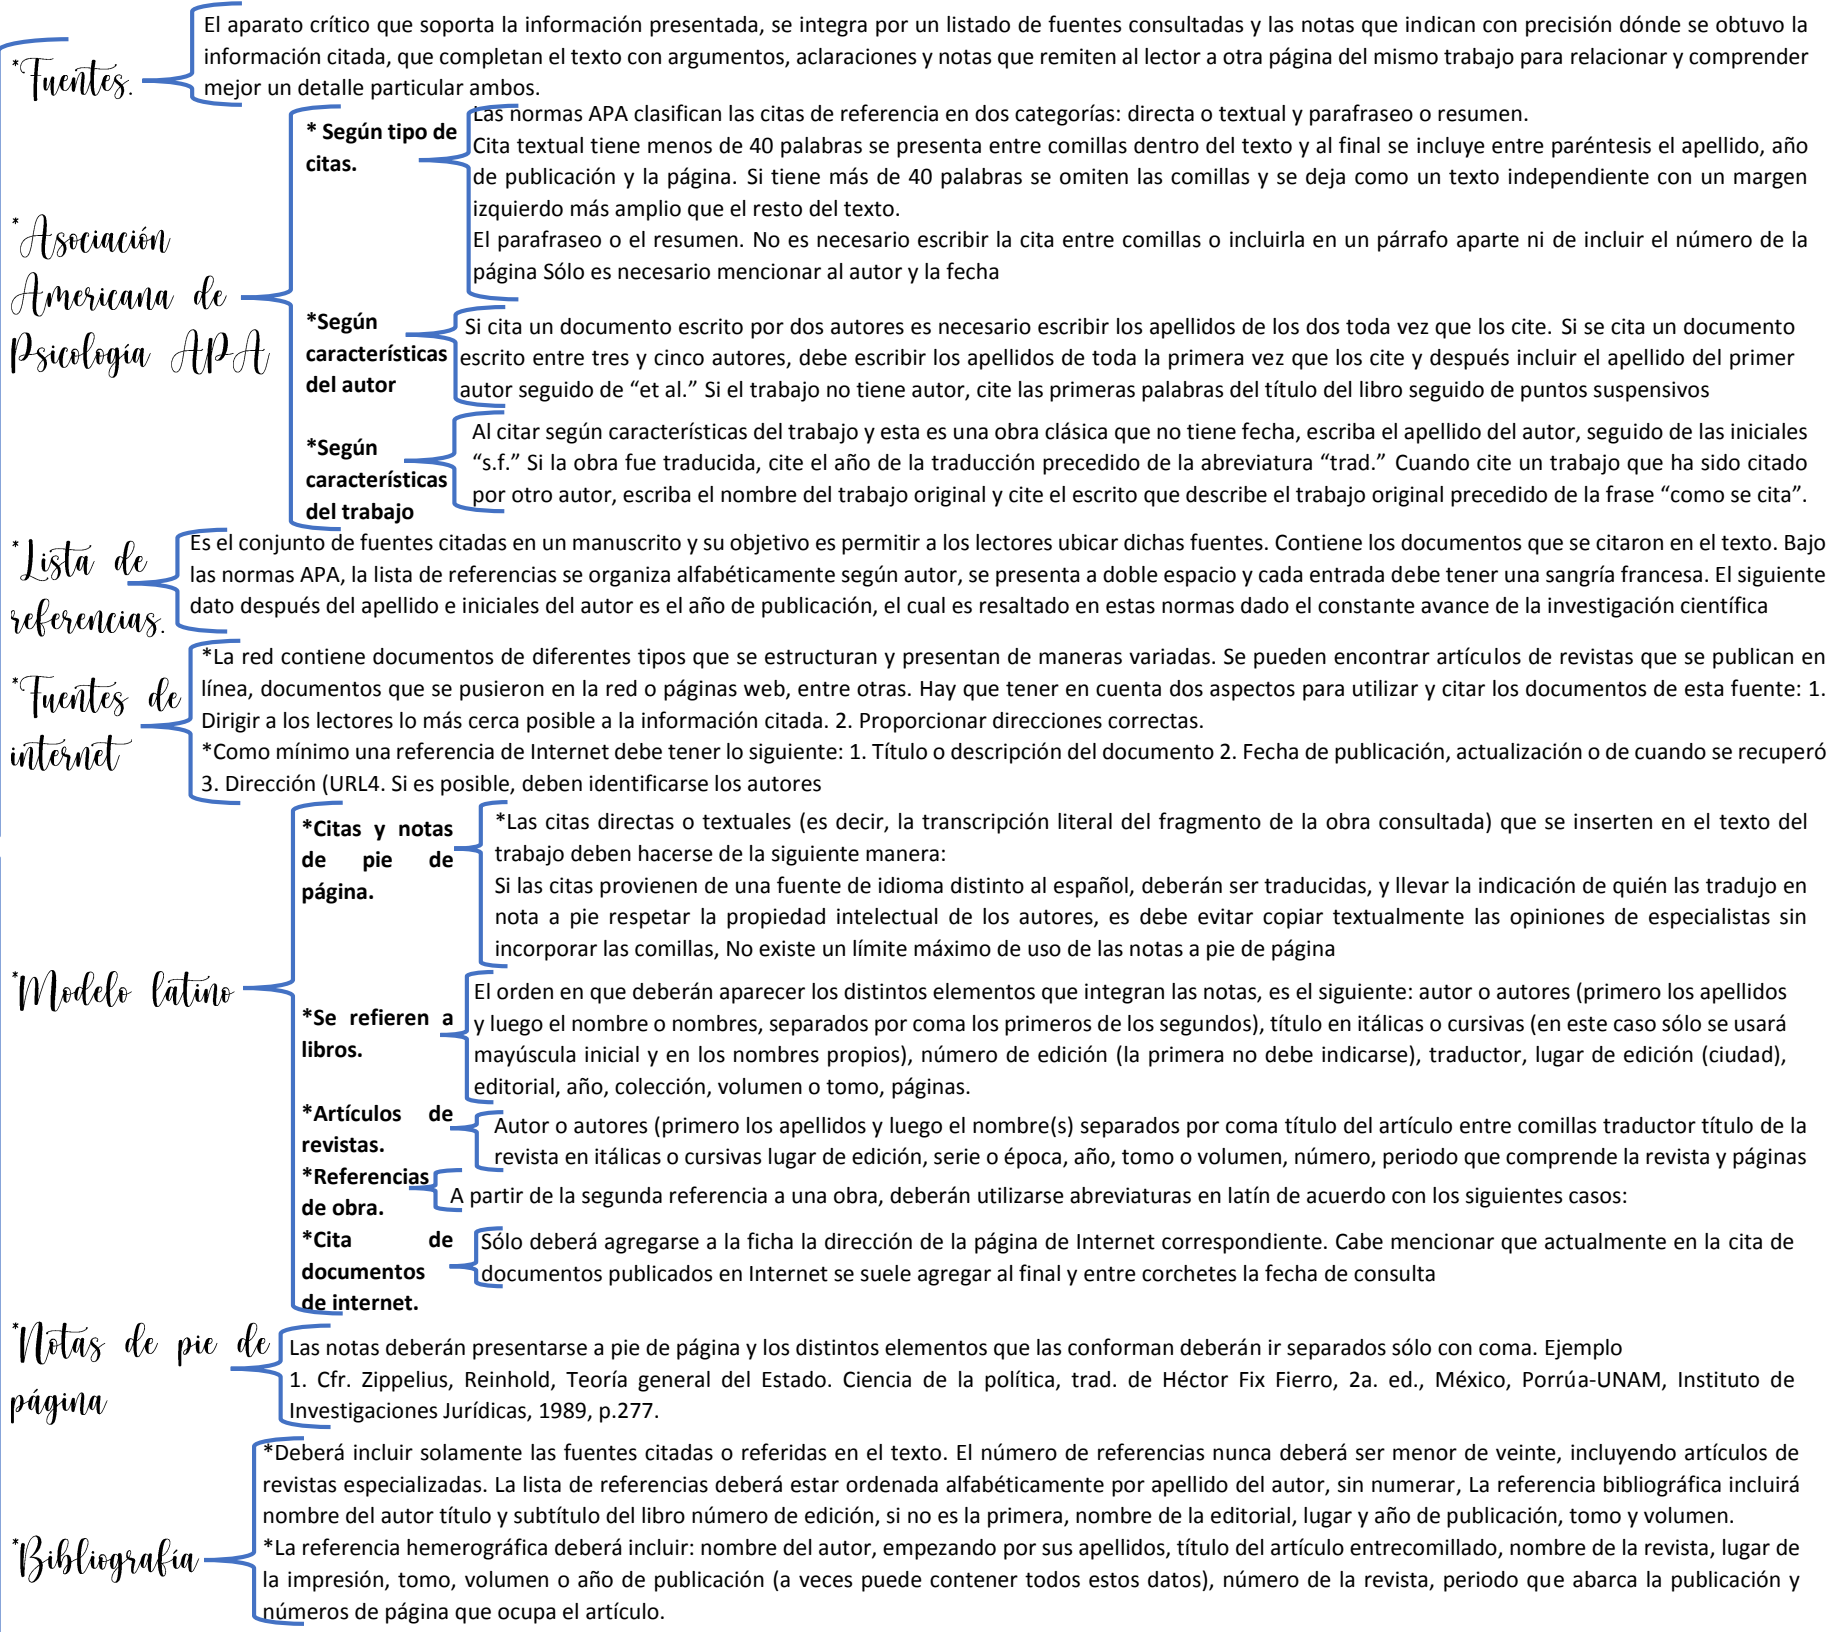 El aparato crítico que soporta la información presentada, se integra por un listado de fuentes consultadas y las notas que indican con precisión dónde se obtuvo la
*Fuentes.
información citada, que completan el texto con argumentos, aclaraciones y notas que remiten al lector a otra página del mismo trabajo para relacionar y comprender
mejor un detalle particular ambos.
*Asociación
Americana de
Psicología APA
* Según tipo de
citas.
Las normas APA clasifican las citas de referencia en dos categorías: directa o textual y parafraseo o resumen.
Cita textual tiene menos de 40 palabras se presenta entre comillas dentro del texto y al final se incluye entre paréntesis el apellido, año
de publicación y la página. Si tiene más de 40 palabras se omiten las comillas y se deja como un texto independiente con un margen
izquierdo más amplio que el resto del texto.
El parafraseo o el resumen. No es necesario escribir la cita entre comillas o incluirla en un párrafo aparte ni de incluir el número de la
página Sólo es necesario mencionar al autor y la fecha
*Según
características
del autor
Si cita un documento escrito por dos autores es necesario escribir los apellidos de los dos toda vez que los cite. Si se cita un documento
escrito entre tres y cinco autores, debe escribir los apellidos de toda la primera vez que los cite y después incluir el apellido del primer
autor seguido de “et al.” Si el trabajo no tiene autor, cite las primeras palabras del título del libro seguido de puntos suspensivos
*Según
características
del trabajo
Al citar según características del trabajo y esta es una obra clásica que no tiene fecha, escriba el apellido del autor, seguido de las iniciales
“s.f.” Si la obra fue traducida, cite el año de la traducción precedido de la abreviatura “trad.” Cuando cite un trabajo que ha sido citado
por otro autor, escriba el nombre del trabajo original y cite el escrito que describe el trabajo original precedido de la frase “como se cita”.
*Lista de
referencias.
Es el conjunto de fuentes citadas en un manuscrito y su objetivo es permitir a los lectores ubicar dichas fuentes. Contiene los documentos que se citaron en el texto. Bajo
las normas APA, la lista de referencias se organiza alfabéticamente según autor, se presenta a doble espacio y cada entrada debe tener una sangría francesa. El siguiente
dato después del apellido e iniciales del autor es el año de publicación, el cual es resaltado en estas normas dado el constante avance de la investigación científica
*Fuentes de
internet
*La red contiene documentos de diferentes tipos que se estructuran y presentan de maneras variadas. Se pueden encontrar artículos de revistas que se publican en
línea, documentos que se pusieron en la red o páginas web, entre otras. Hay que tener en cuenta dos aspectos para utilizar y citar los documentos de esta fuente: 1.
Dirigir a los lectores lo más cerca posible a la información citada. 2. Proporcionar direcciones correctas.
*Como mínimo una referencia de Internet debe tener lo siguiente: 1. Título o descripción del documento 2. Fecha de publicación, actualización o de cuando se recuperó
3. Dirección (URL4. Si es posible, deben identificarse los autores
*Modelo latino
*Citas y notas
de pie de
página.
*Las citas directas o textuales (es decir, la transcripción literal del fragmento de la obra consultada) que se inserten en el texto del
trabajo deben hacerse de la siguiente manera:
Si las citas provienen de una fuente de idioma distinto al español, deberán ser traducidas, y llevar la indicación de quién las tradujo en
nota a pie respetar la propiedad intelectual de los autores, es debe evitar copiar textualmente las opiniones de especialistas sin
incorporar las comillas, No existe un límite máximo de uso de las notas a pie de página
*Se refieren a
libros.
El orden en que deberán aparecer los distintos elementos que integran las notas, es el siguiente: autor o autores (primero los apellidos
y luego el nombre o nombres, separados por coma los primeros de los segundos), título en itálicas o cursivas (en este caso sólo se usará
mayúscula inicial y en los nombres propios), número de edición (la primera no debe indicarse), traductor, lugar de edición (ciudad),
editorial, año, colección, volumen o tomo, páginas.
*Artículos de
revistas.
Autor o autores (primero los apellidos y luego el nombre(s) separados por coma título del artículo entre comillas traductor título de la
revista en itálicas o cursivas lugar de edición, serie o época, año, tomo o volumen, número, periodo que comprende la revista y páginas
*Referencias
de obra.
A partir de la segunda referencia a una obra, deberán utilizarse abreviaturas en latín de acuerdo con los siguientes casos:
*Cita de
documentos
de internet.
Sólo deberá agregarse a la ficha la dirección de la página de Internet correspondiente. Cabe mencionar que actualmente en la cita de
documentos publicados en Internet se suele agregar al final y entre corchetes la fecha de consulta
*Notas de pie de
página
Las notas deberán presentarse a pie de página y los distintos elementos que las conforman deberán ir separados sólo con coma. Ejemplo
1. Cfr. Zippelius, Reinhold, Teoría general del Estado. Ciencia de la política, trad. de Héctor Fix Fierro, 2a. ed., México, Porrúa-UNAM, Instituto de
Investigaciones Jurídicas, 1989, p.277.
*Bibliografía
*Deberá incluir solamente las fuentes citadas o referidas en el texto. El número de referencias nunca deberá ser menor de veinte, incluyendo artículos de
revistas especializadas. La lista de referencias deberá estar ordenada alfabéticamente por apellido del autor, sin numerar, La referencia bibliográfica incluirá
nombre del autor título y subtítulo del libro número de edición, si no es la primera, nombre de la editorial, lugar y año de publicación, tomo y volumen.
*La referencia hemerográfica deberá incluir: nombre del autor, empezando por sus apellidos, título del artículo entrecomillado, nombre de la revista, lugar de
la impresión, tomo, volumen o año de publicación (a veces puede contener todos estos datos), número de la revista, periodo que abarca la publicación y
números de página que ocupa el artículo.